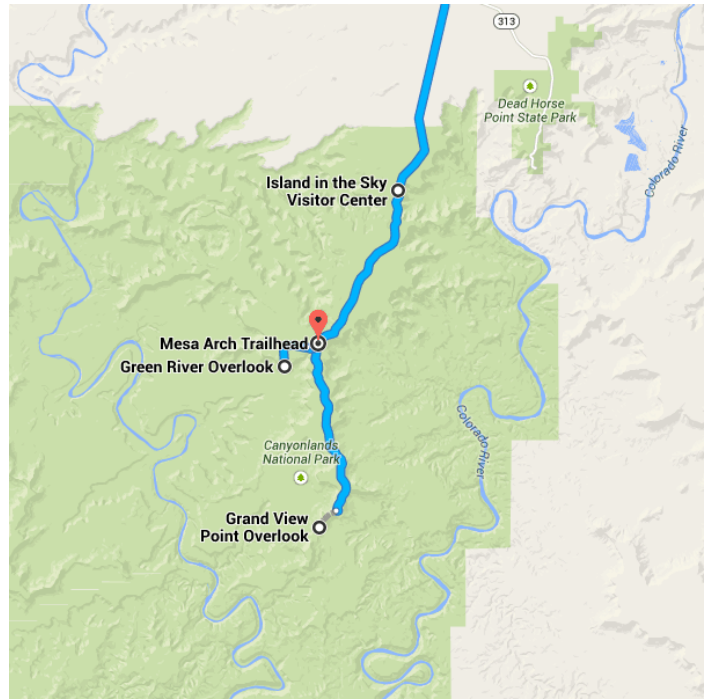 313
Dead Horse
Point State Park
Colorado River
Island in the Sky
Visitor Center
Mesa Arch Trailhead
Green River Overlook
Colorado River
Canyonlands
National Park
Grand View
Point Overlook